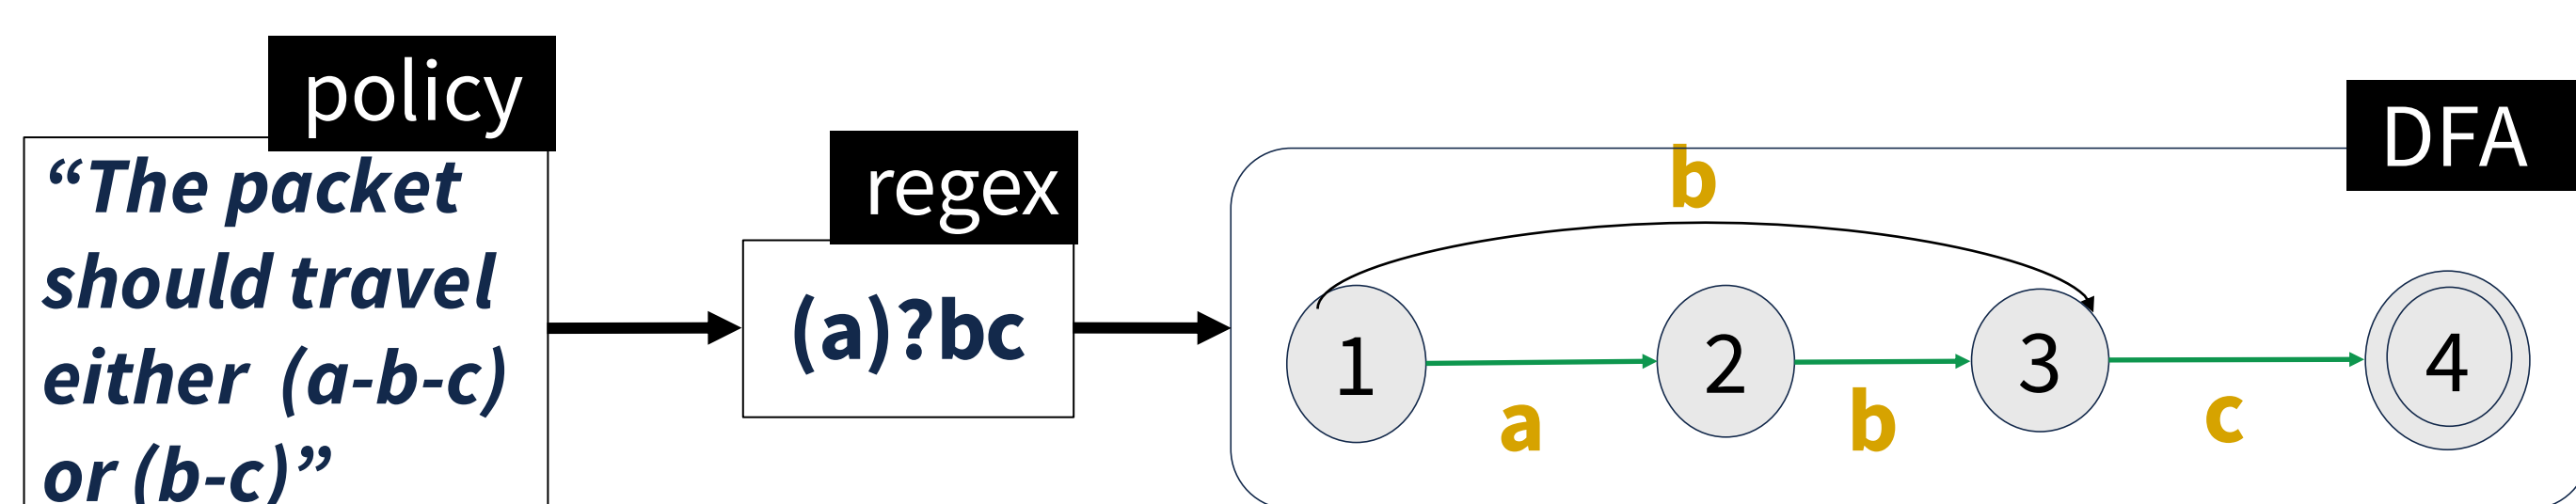 policy
“The packet
should travel
either (a-b-c)
or (b-c)”
regex
(a)?bc
DFA
b
1 2 3 4
a b c